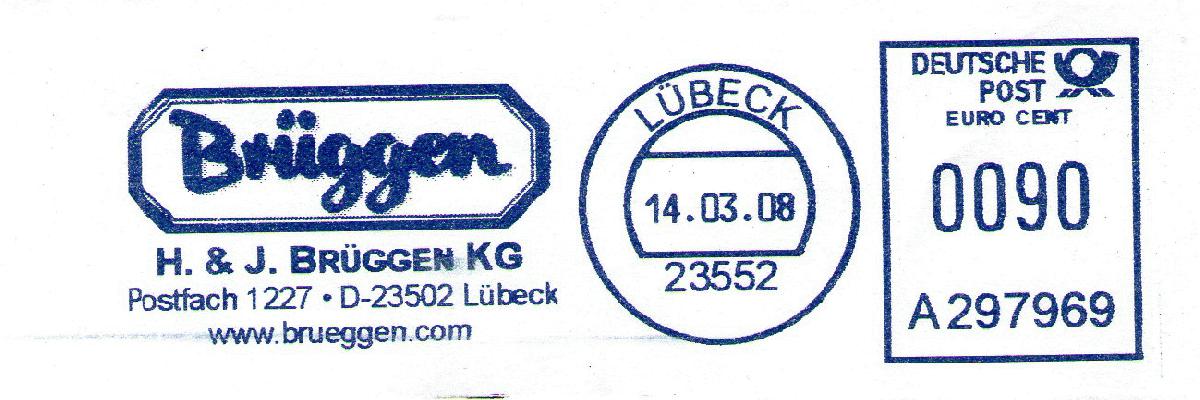 Brüggen
H. & J. BRÜGGEN KG
Postfach 1227 • D-23502 Lübeck
www.brueggen.com
LÜBECK
14.03.08
23552
DEUTSCHE
POST
EURO CENT
0090
A297969